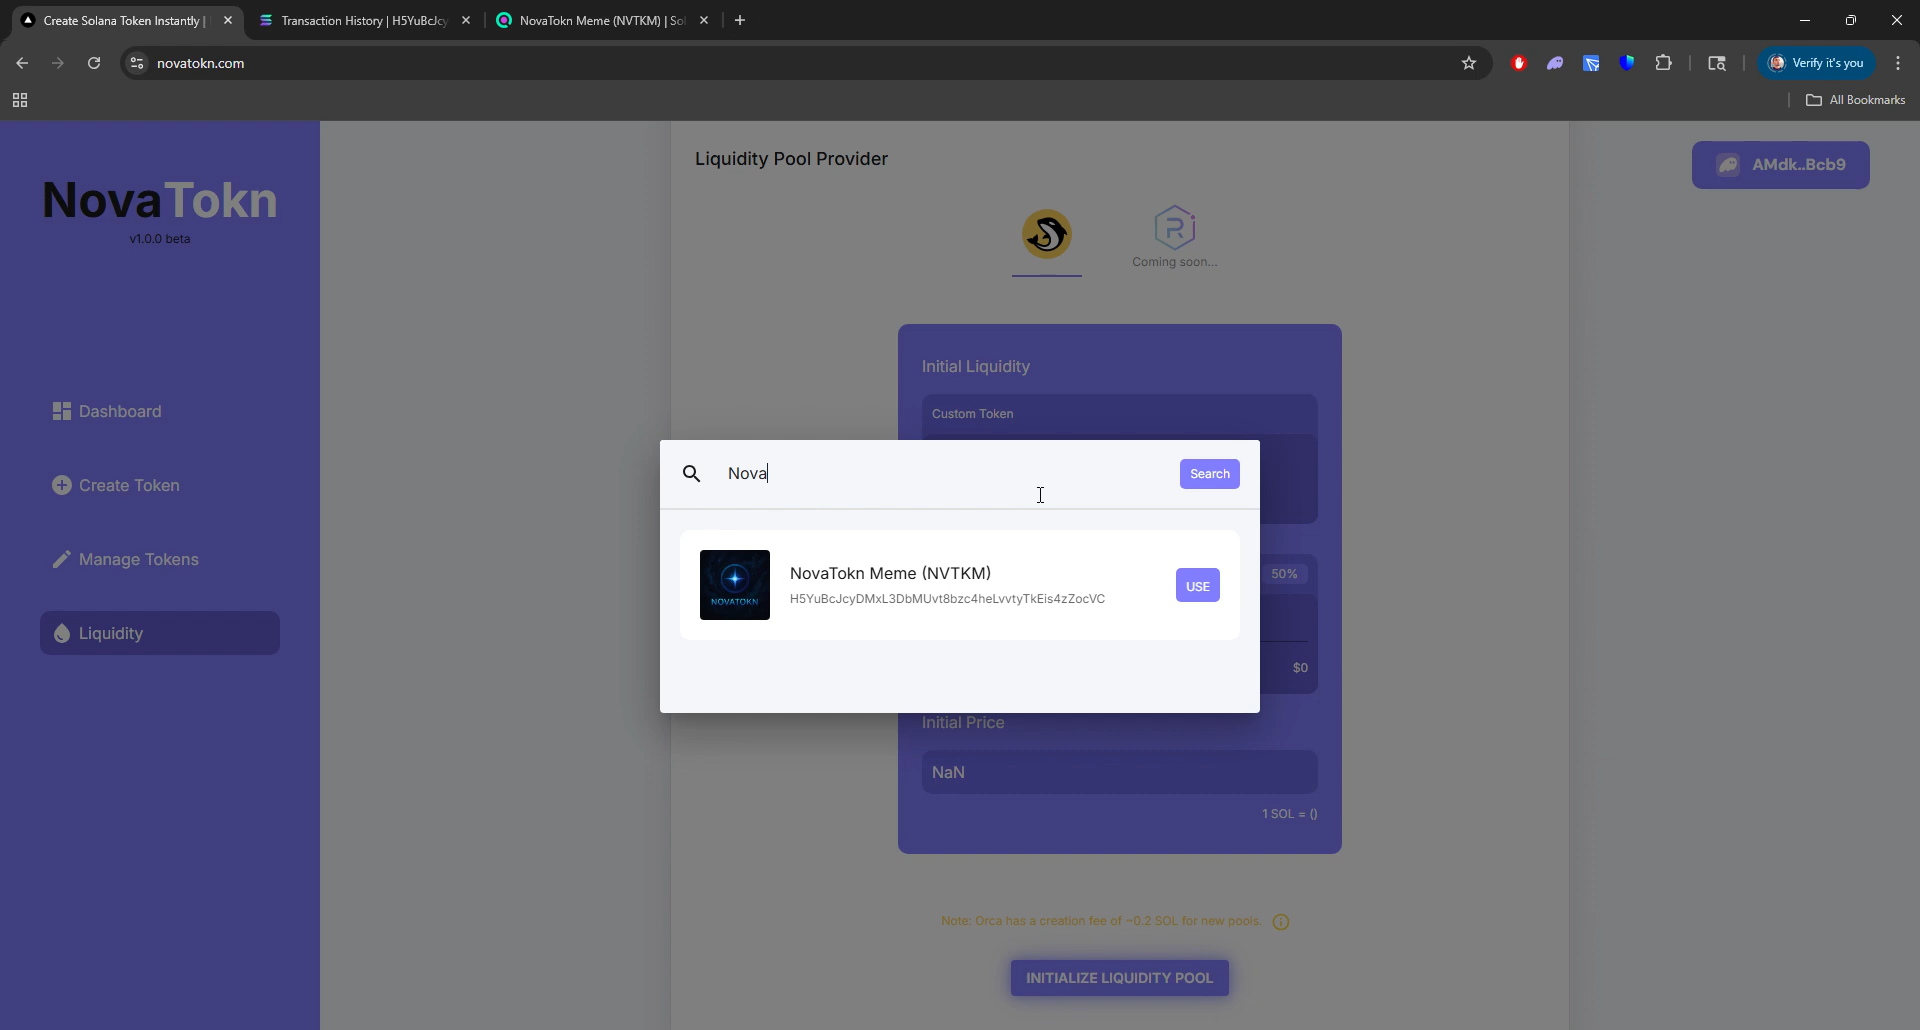 Create Solana Token Instantly |
Transaction History | H5YuBcJcy
NovaTokn Meme (NVTKM) | Sol
novatokn.com
Verify it's you
All Bookmarks
NovaTokn
v1.0.0 beta
Dashboard
Create Token
Manage Tokens
Liquidity
Liquidity Pool Provider
AMdk..Bcb9
Coming soon...
Initial Liquidity
Custom Token
Nova
Search
NOVATOKN
NovaTokn Meme (NVTKM)
H5YuBcJcyDMxL3DbMUvt8bzc4heLvvtyTkEis4zZocVC
USE
50%
$0
Initial Price
NaN
1 SOL = ()
Note: Orca has a creation fee of ~0.2 SOL for new pools.
INITIALIZE LIQUIDITY POOL